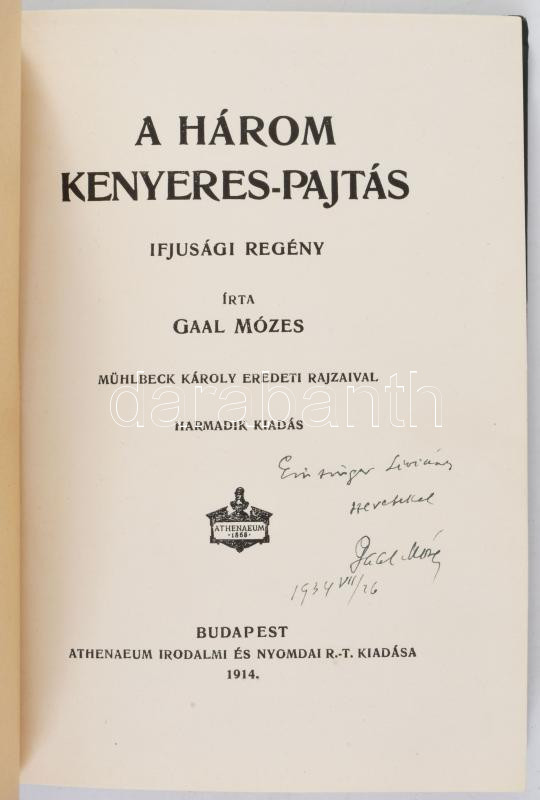 A HÁROM
KENYERES-PAJTÁS
IFJUSÁGI REGÉNY
ÍRTA
GAAL MÓZES
MÜHLBECK KÁROLY EREDETI RAJZAIVAL
darabanth
HARMADIK KIADÁS
szeretettel
Gaal Mózes
1934 VII/26
ATHENAEUM
·1868·
BUDAPEST
ATHENAEUM IRODALMI ÉS NYOMDAI R.-T. KIADÁSA
1914.